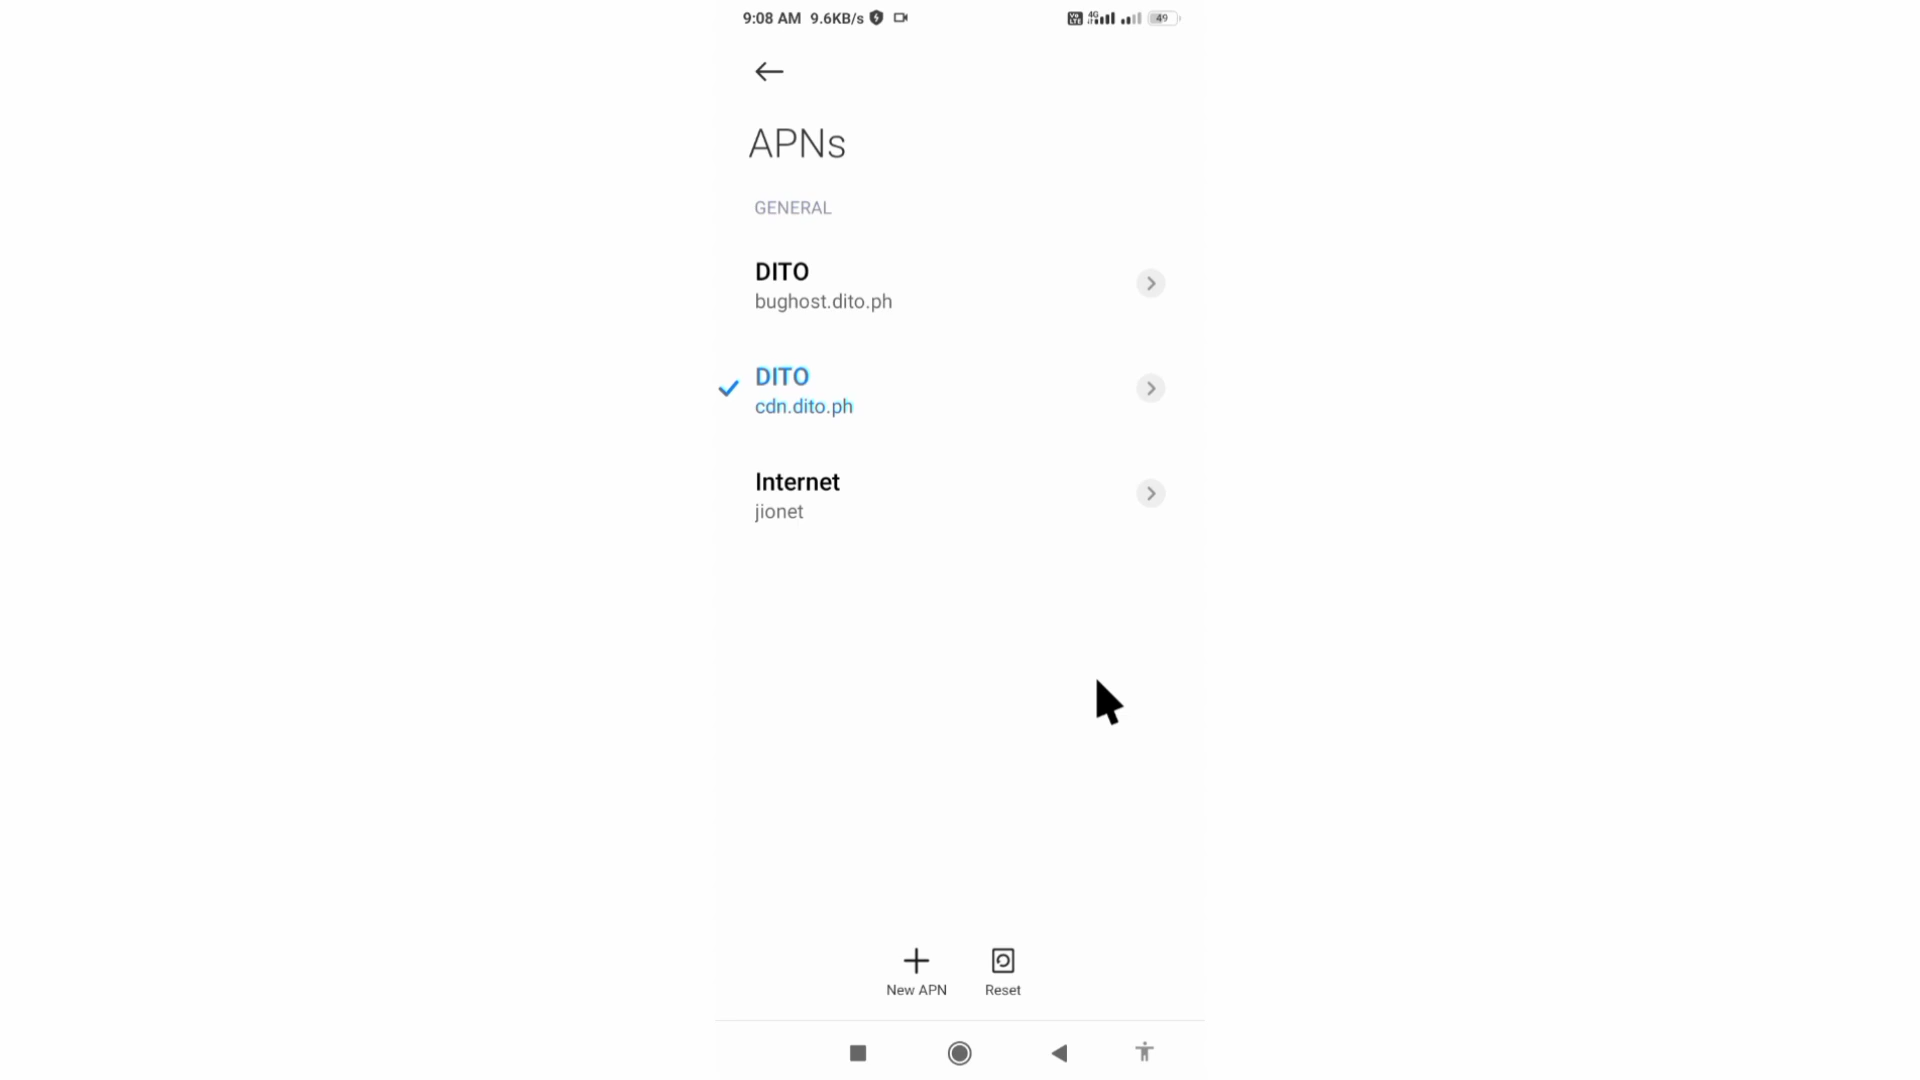 9:08 AM 9.6KB/s 4G 49
APNs
GENERAL
DITO
bughost.dito.ph
DITO
cdn.dito.ph
Internet
jionet
New APN
Reset